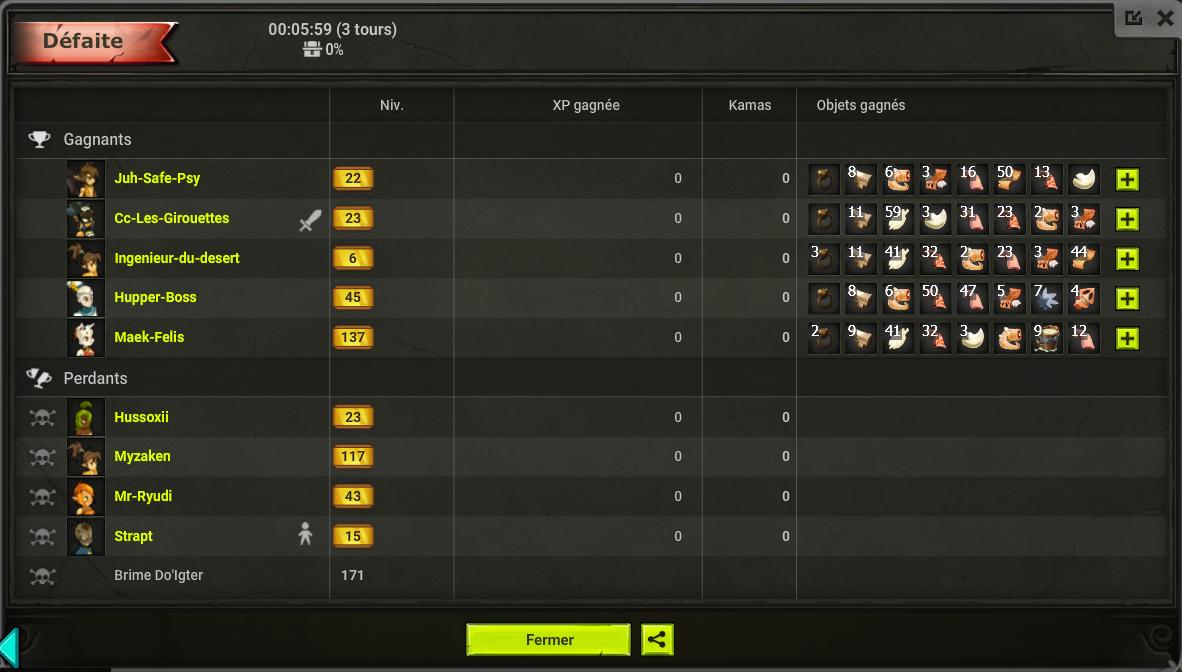 Défaite
00:05:59 (3 tours)
0%
Niv. XP gagnée Kamas Objets gagnés
Gagnants
Juh-Safe-Psy 22 0 0 8 6 3 16 50 13
Cc-Les-Girouettes 23 0 0 11 59 3 31 23 2 3
Ingenieur-du-desert 6 0 0 3 11 41 32 2 23 3 44
Hupper-Boss 45 0 0 8 6 50 47 5 7 4
Maek-Felis 137 0 0 2 9 41 32 3 9 12
Perdants
Hussoxii 23 0 0
Myzaken 117 0 0
Mr-Ryudi 43 0 0
Strapt 15 0 0
Brime Do'Igter 171
Fermer